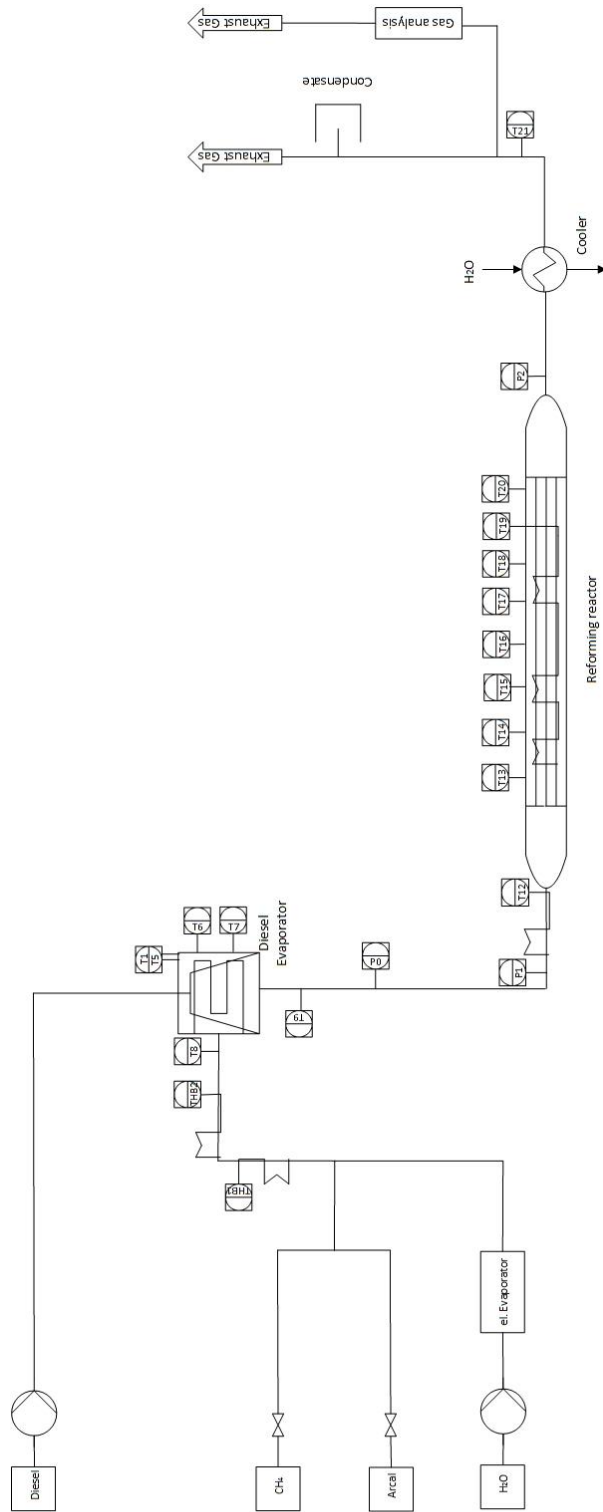 Exhaust Gas
Gas analysis
Exhaust Gas
Condensate
T21
H₂O
Cooler
P2
T20
T19
T18
T17
T16
T15
T14
T13
Reforming reactor
T12
P1
T1
T5
T6
T7
Diesel
Evaporator
P0
T9
T8
THB2
THB1
el. Evaporator
Diesel
CH₄
Arcal
H₂O